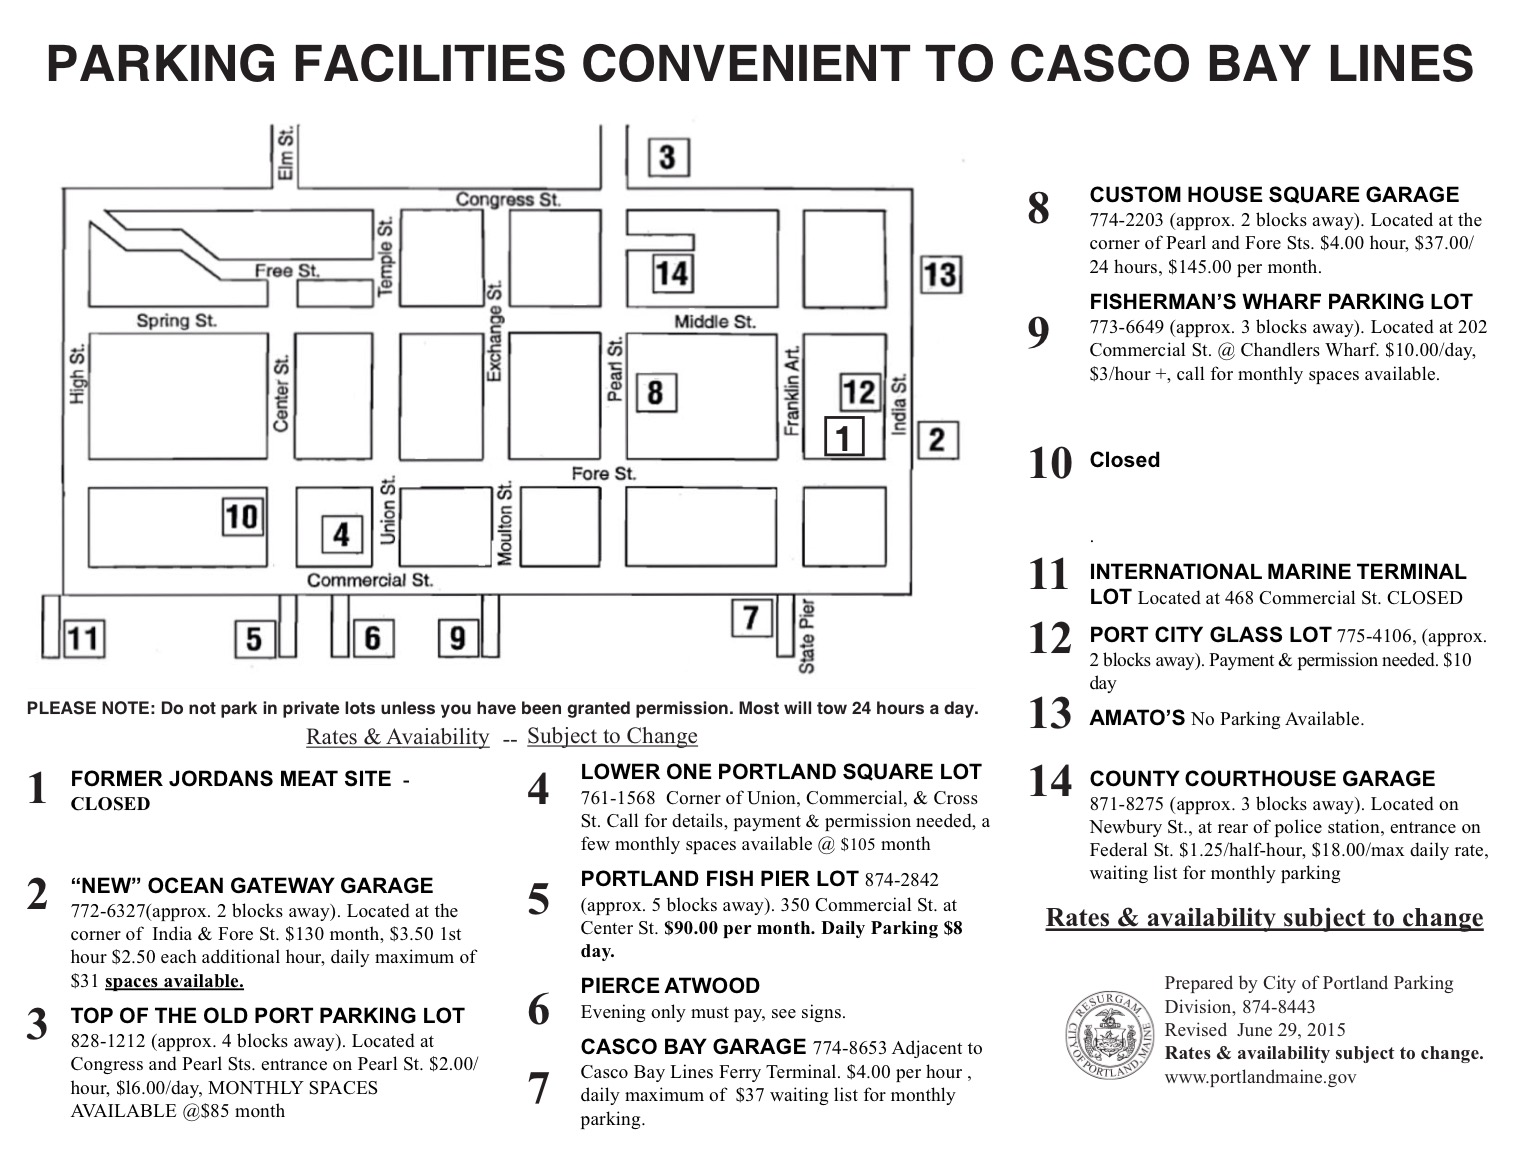 PARKING FACILITIES CONVENIENT TO CASCO BAY LINES
Elm St.
3
Congress St.
Temple St.
Free St.
14
13
Exchange St.
Spring St.
Middle St.
High St.
Center St.
Pearl St.
8
Franklin Art.
12
1
India St.
2
Fore St.
10
4
Union St.
Moulton St.
Commercial St.
11
5
6
9
7
State Pier
PLEASE NOTE: Do not park in private lots unless you have been granted permission. Most will tow 24 hours a day.
Rates & Avaiability -- Subject to Change
1 FORMER JORDANS MEAT SITE -
CLOSED
2 “NEW” OCEAN GATEWAY GARAGE
772-6327(approx. 2 blocks away). Located at the
corner of India & Fore St. $130 month, $3.50 1st
hour $2.50 each additional hour, daily maximum of
$31 spaces available.
3 TOP OF THE OLD PORT PARKING LOT
828-1212 (approx. 4 blocks away). Located at
Congress and Pearl Sts. entrance on Pearl St. $2.00/
hour, $16.00/day, MONTHLY SPACES
AVAILABLE @$85 month
4 LOWER ONE PORTLAND SQUARE LOT
761-1568 Corner of Union, Commercial, & Cross
St. Call for details, payment & permission needed, a
few monthly spaces available @ $105 month
5 PORTLAND FISH PIER LOT 874-2842
(approx. 5 blocks away). 350 Commercial St. at
Center St. $90.00 per month. Daily Parking $8
day.
6 PIERCE ATWOOD
Evening only must pay, see signs.
7 CASCO BAY GARAGE 774-8653 Adjacent to
Casco Bay Lines Ferry Terminal. $4.00 per hour ,
daily maximum of $37 waiting list for monthly
parking.
8 CUSTOM HOUSE SQUARE GARAGE
774-2203 (approx. 2 blocks away). Located at the
corner of Pearl and Fore Sts. $4.00 hour, $37.00/
24 hours, $145.00 per month.
9 FISHERMAN’S WHARF PARKING LOT
773-6649 (approx. 3 blocks away). Located at 202
Commercial St. @ Chandlers Wharf. $10.00/day,
$3/hour +, call for monthly spaces available.
10 Closed
.
11 INTERNATIONAL MARINE TERMINAL
LOT Located at 468 Commercial St. CLOSED
12 PORT CITY GLASS LOT 775-4106, (approx.
2 blocks away). Payment & permission needed. $10
day
13 AMATO’S No Parking Available.
14 COUNTY COURTHOUSE GARAGE
871-8275 (approx. 3 blocks away). Located on
Newbury St., at rear of police station, entrance on
Federal St. $1.25/half-hour, $18.00/max daily rate,
waiting list for monthly parking
Rates & availability subject to change
RESURGAM.
CITY OF PORTLAND, MAINE
Prepared by City of Portland Parking
Division, 874-8443
Revised June 29, 2015
Rates & availability subject to change.
www.portlandmaine.gov